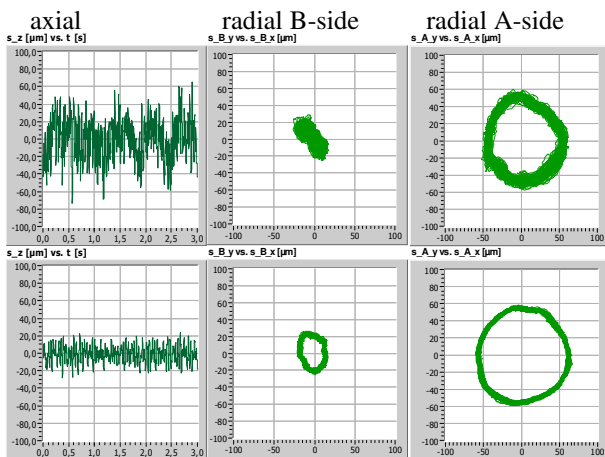 axial radial B-side radial A-side
s_z [µm] vs. t [s] s_B y vs. s_B_x [µm] s_A_y vs. s_A_x [µm]
100,0 100 100
80,0 80 80
60,0 60 60
40,0 40 40
20,0 20 20
0,0 0 0
-20,0 -20 -20
-40,0 -40 -40
-60,0 -60 -60
-80,0 -80 -80
-100,0 -100 -100
0,0 0,5 1,0 1,5 2,0 2,5 3,0 -100 -50 0 50 100 -100 -50 0 50 100
s_z [µm] vs. t [s] s_B_y vs. s_B_x [µm] s_A_y vs. s_A_x [µm]
100,0 100 100
80,0 80 80
60,0 60 60
40,0 40 40
20,0 20 20
0,0 0 0
-20,0 -20 -20
-40,0 -40 -40
-60,0 -60 -60
-80,0 -80 -80
-100,0 -100 -100
0,0 0,5 1,0 1,5 2,0 2,5 3,0 -100 -50 0 50 100 -100 -50 0 50 100